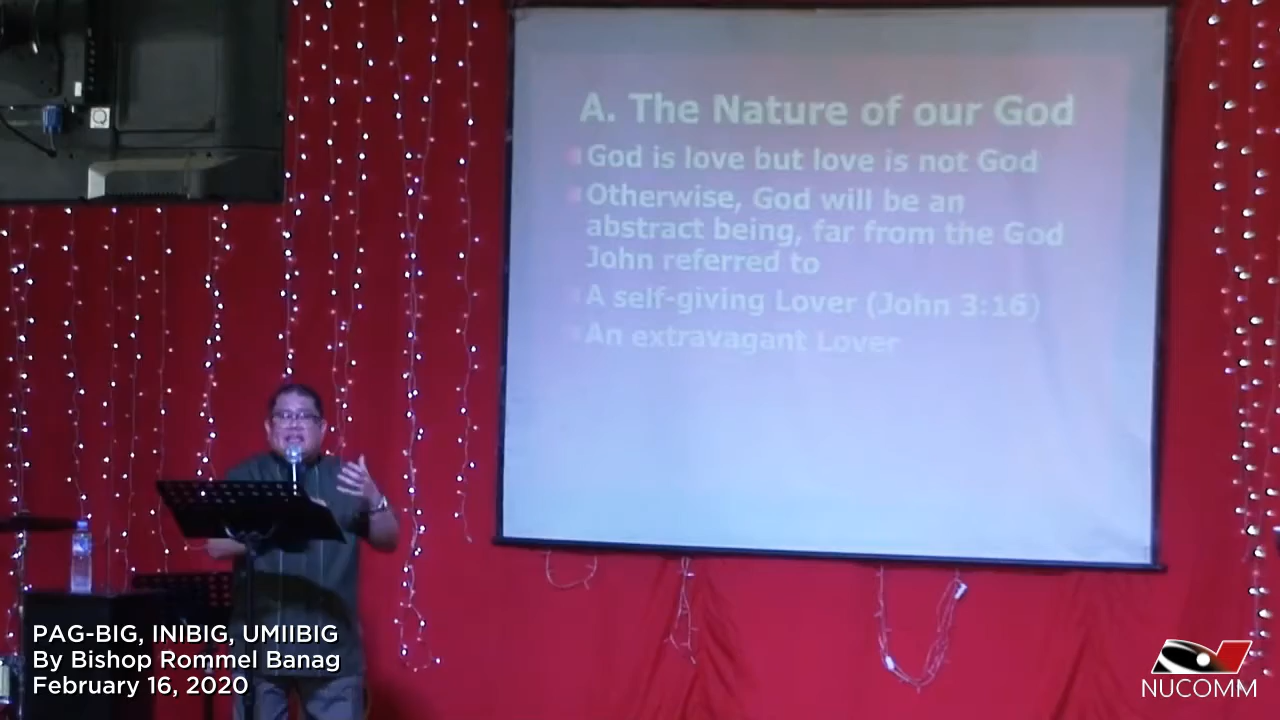 A. The Nature of our God
God is love but love is not God
Otherwise, God will be an
abstract being, far from the God
John referred to
A self-giving Lover (John 3:16)
An extravagant Lover
PAG-BIG, INIBIG, UMIIBIG
By Bishop Rommel Banag
February 16, 2020
NUCOMM